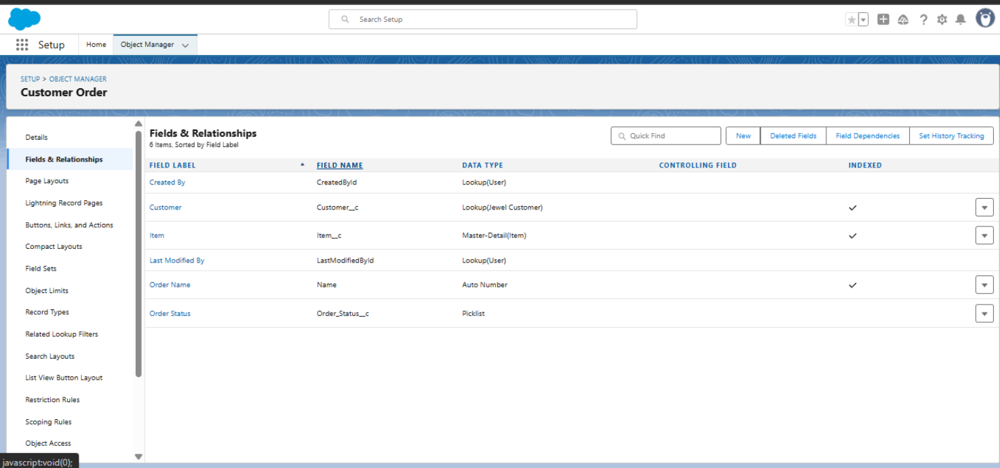 Search Setup
Setup
Home
Object Manager
SETUP > OBJECT MANAGER
Customer Order
Details
Fields & Relationships
Page Layouts
Lightning Record Pages
Buttons, Links, and Actions
Compact Layouts
Field Sets
Object Limits
Record Types
Related Lookup Filters
Search Layouts
List View Button Layout
Restriction Rules
Scoping Rules
Object Access
javascript:void(0);
Fields & Relationships
6 Items, Sorted by Field Label
Quick Find
New
Deleted Fields
Field Dependencies
Set History Tracking
FIELD LABEL FIELD NAME DATA TYPE CONTROLLING FIELD INDEXED
Created By CreatedById Lookup(User)
Customer Customer__c Lookup(Jewel Customer)
Item Item__c Master-Detail(Item)
Last Modified By LastModifiedById Lookup(User)
Order Name Name Auto Number
Order Status Order_Status__c Picklist